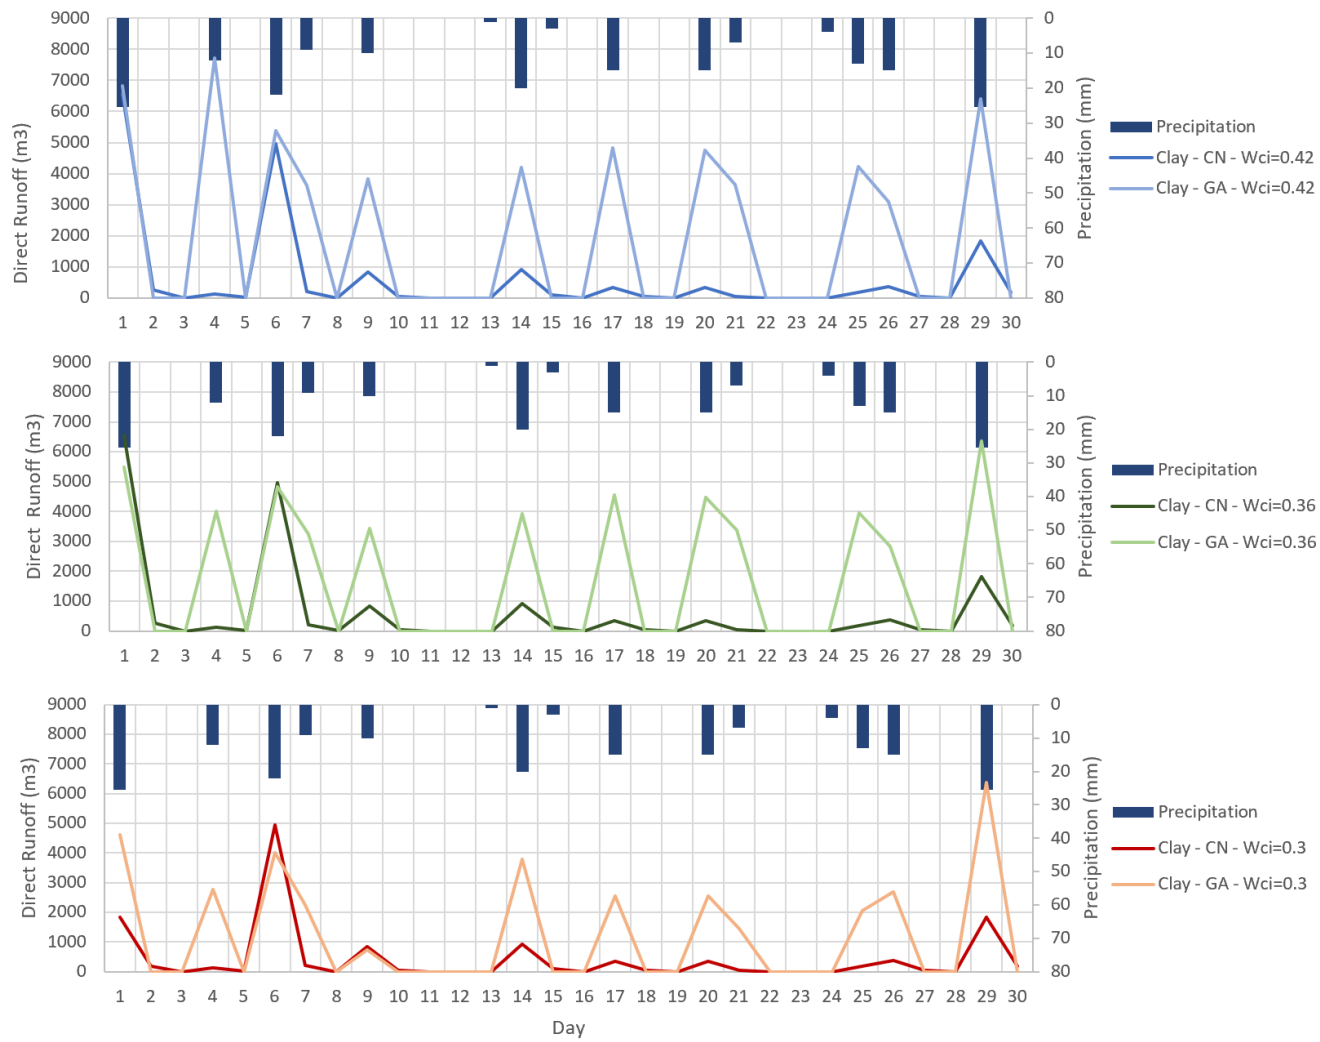 9000 8000 7000 6000 5000 4000 3000 2000 1000 0
Direct Runoff (m3)
1 2 3 4 5 6 7 8 9 10 11 12 13 14 15 16 17 18 19 20 21 22 23 24 25 26 27 28 29 30
0 10 20 30 40 50 60 70 80
Precipitation (mm)
Precipitation
Clay - CN - Wci=0.42
Clay - GA - Wci=0.42
9000 8000 7000 6000 5000 4000 3000 2000 1000 0
Direct Runoff (m3)
1 2 3 4 5 6 7 8 9 10 11 12 13 14 15 16 17 18 19 20 21 22 23 24 25 26 27 28 29 30
0 10 20 30 40 50 60 70 80
Precipitation (mm)
Precipitation
Clay - CN - Wci=0.36
Clay - GA - Wci=0.36
9000 8000 7000 6000 5000 4000 3000 2000 1000 0
Direct Runoff (m3)
1 2 3 4 5 6 7 8 9 10 11 12 13 14 15 16 17 18 19 20 21 22 23 24 25 26 27 28 29 30
Day
0 10 20 30 40 50 60 70 80
Precipitation (mm)
Precipitation
Clay - CN - Wci=0.3
Clay - GA - Wci=0.3